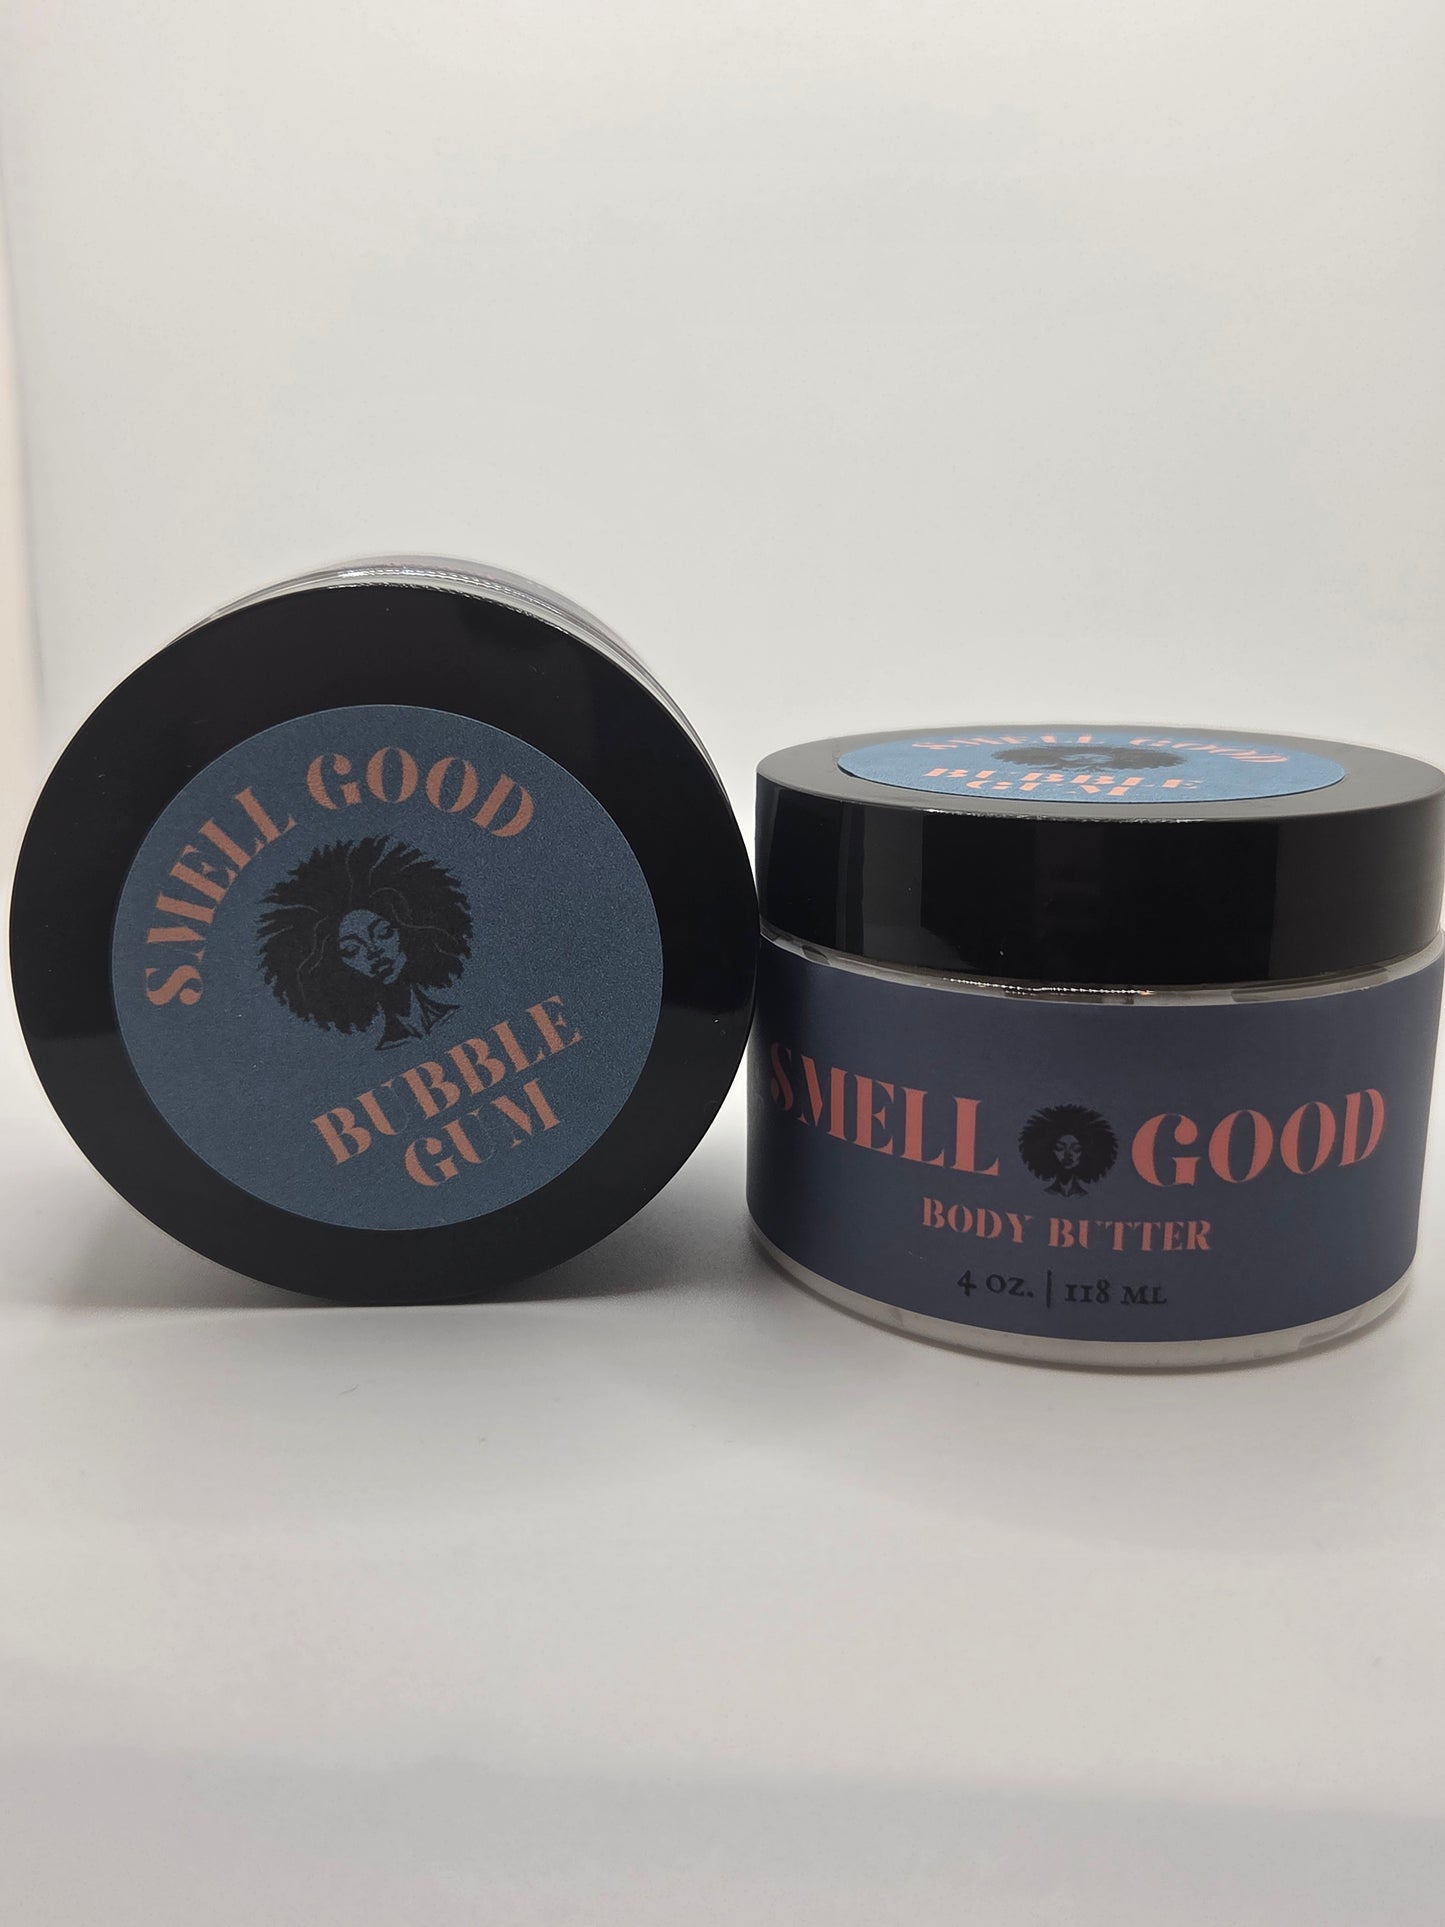 SMELL GOOD
BUBBLE
GUM
SMELL GOOD
BUBBLE
GUM
SMELL GOOD
BODY BUTTER
4 OZ. | 118 ML